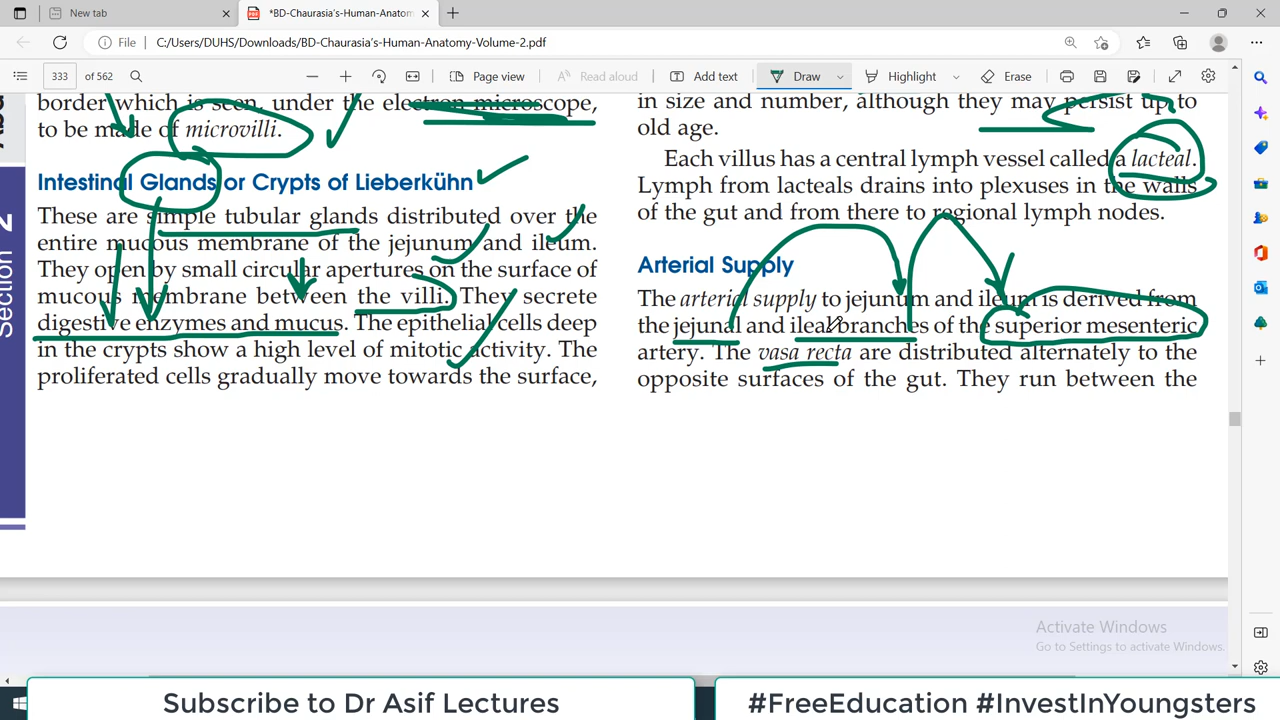 New tab
*BD-Chaurasia's-Human-Anatom
File
C:/Users/DUHS/Downloads/BD-Chaurasia's-Human-Anatomy-Volume-2.pdf
333 of 562
Page view
Read aloud
Add text
Draw
Highlight
Erase
Section 2
border which is seen, under the electron microscope,
to be made of microvilli.
Intestinal Glands or Crypts of Lieberkühn
These are simple tubular glands distributed over the
entire mucous membrane of the jejunum and ileum.
They open by small circular apertures on the surface of
mucous membrane between the villi. They secrete
digestive enzymes and mucus. The epithelial cells deep
in the crypts show a high level of mitotic activity. The
proliferated cells gradually move towards the surface,
in size and number, although they may persist up to
old age.
Each villus has a central lymph vessel called a lacteal.
Lymph from lacteals drains into plexuses in the walls
of the gut and from there to regional lymph nodes.
Arterial Supply
The arterial supply to jejunum and ileum is derived from
the jejunal and ileal branches of the superior mesenteric
artery. The vasa recta are distributed alternately to the
opposite surfaces of the gut. They run between the
Activate Windows
Go to Settings to activate Windows.
Subscribe to Dr Asif Lectures
#FreeEducation #InvestInYoungsters